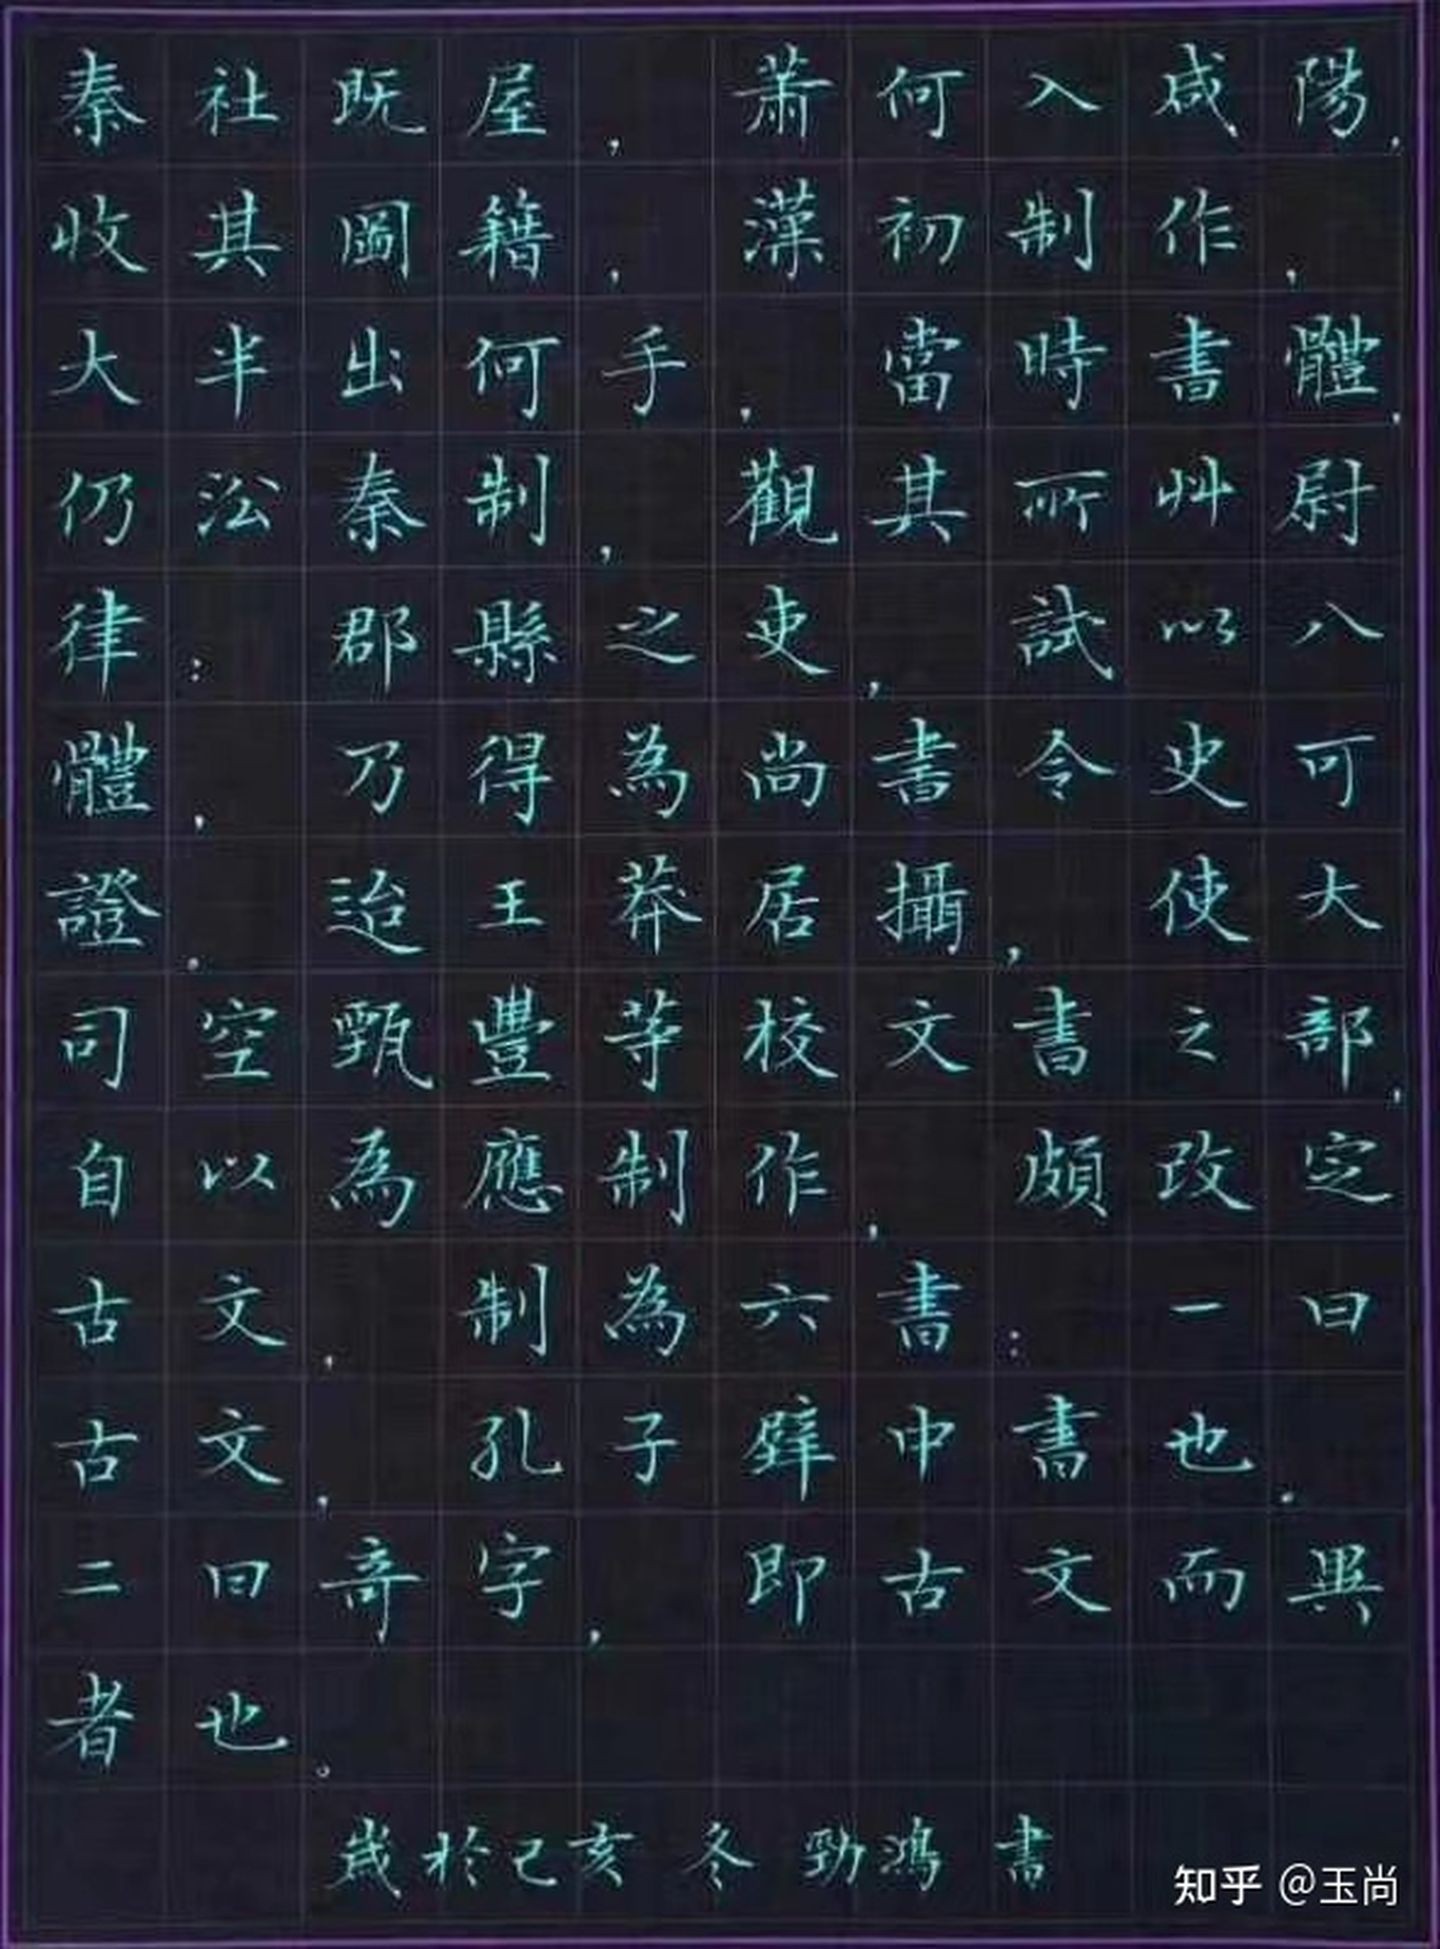 秦社既屋，蕭何入咸陽，
收其圖籍，漢初制作，
大半出何手，當時書體，
仍沿秦制，觀其所艸尉
律：郡縣之吏，試以八
體，乃得為尚書令史可
證。迨王莽居攝，使大
司空甄豐等校文書之部，
自以為應制作，頗改定
古文，制為六書：一曰
古文，孔子壁中書也。
二曰奇字，即古文而異
者也。
歲於己亥冬勁鴻書
知乎 @玉尚